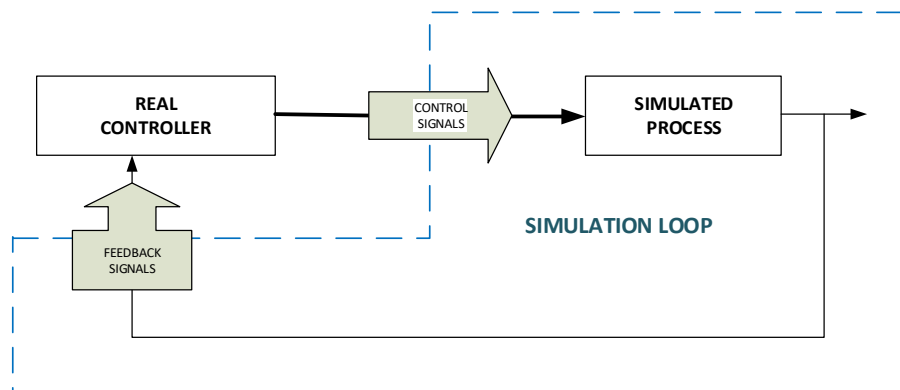 REAL
CONTROLLER
CONTROL
SIGNALS
SIMULATED
PROCESS
SIMULATION LOOP
FEEDBACK
SIGNALS